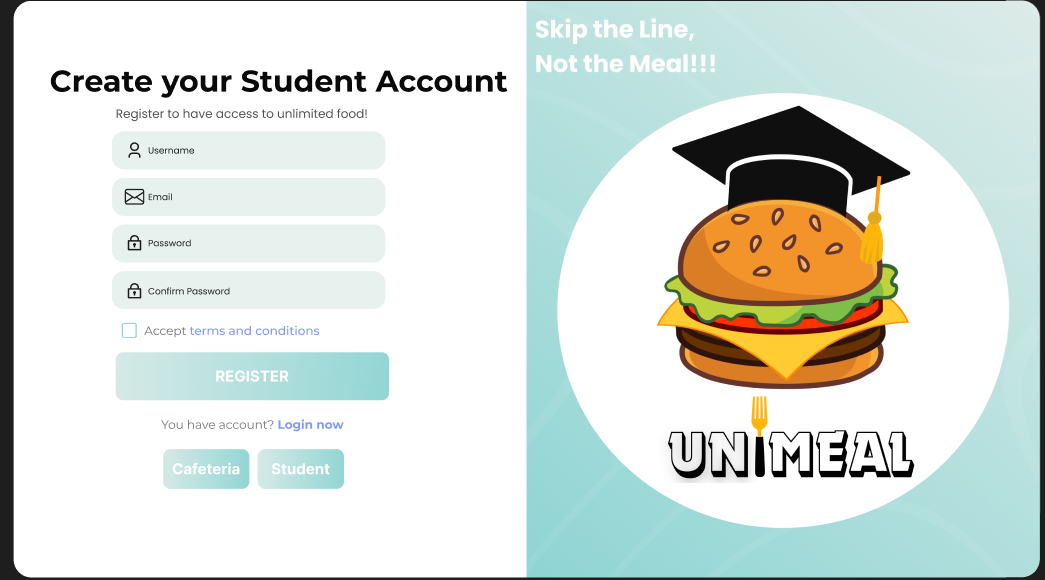 Create your Student Account
Register to have access to unlimited food!
Username
Email
Password
Confirm Password
Accept terms and conditions
REGISTER
You have account? Login now
Cafeteria
Student
Skip the Line,
Not the Meal!!!
UNIMEAL